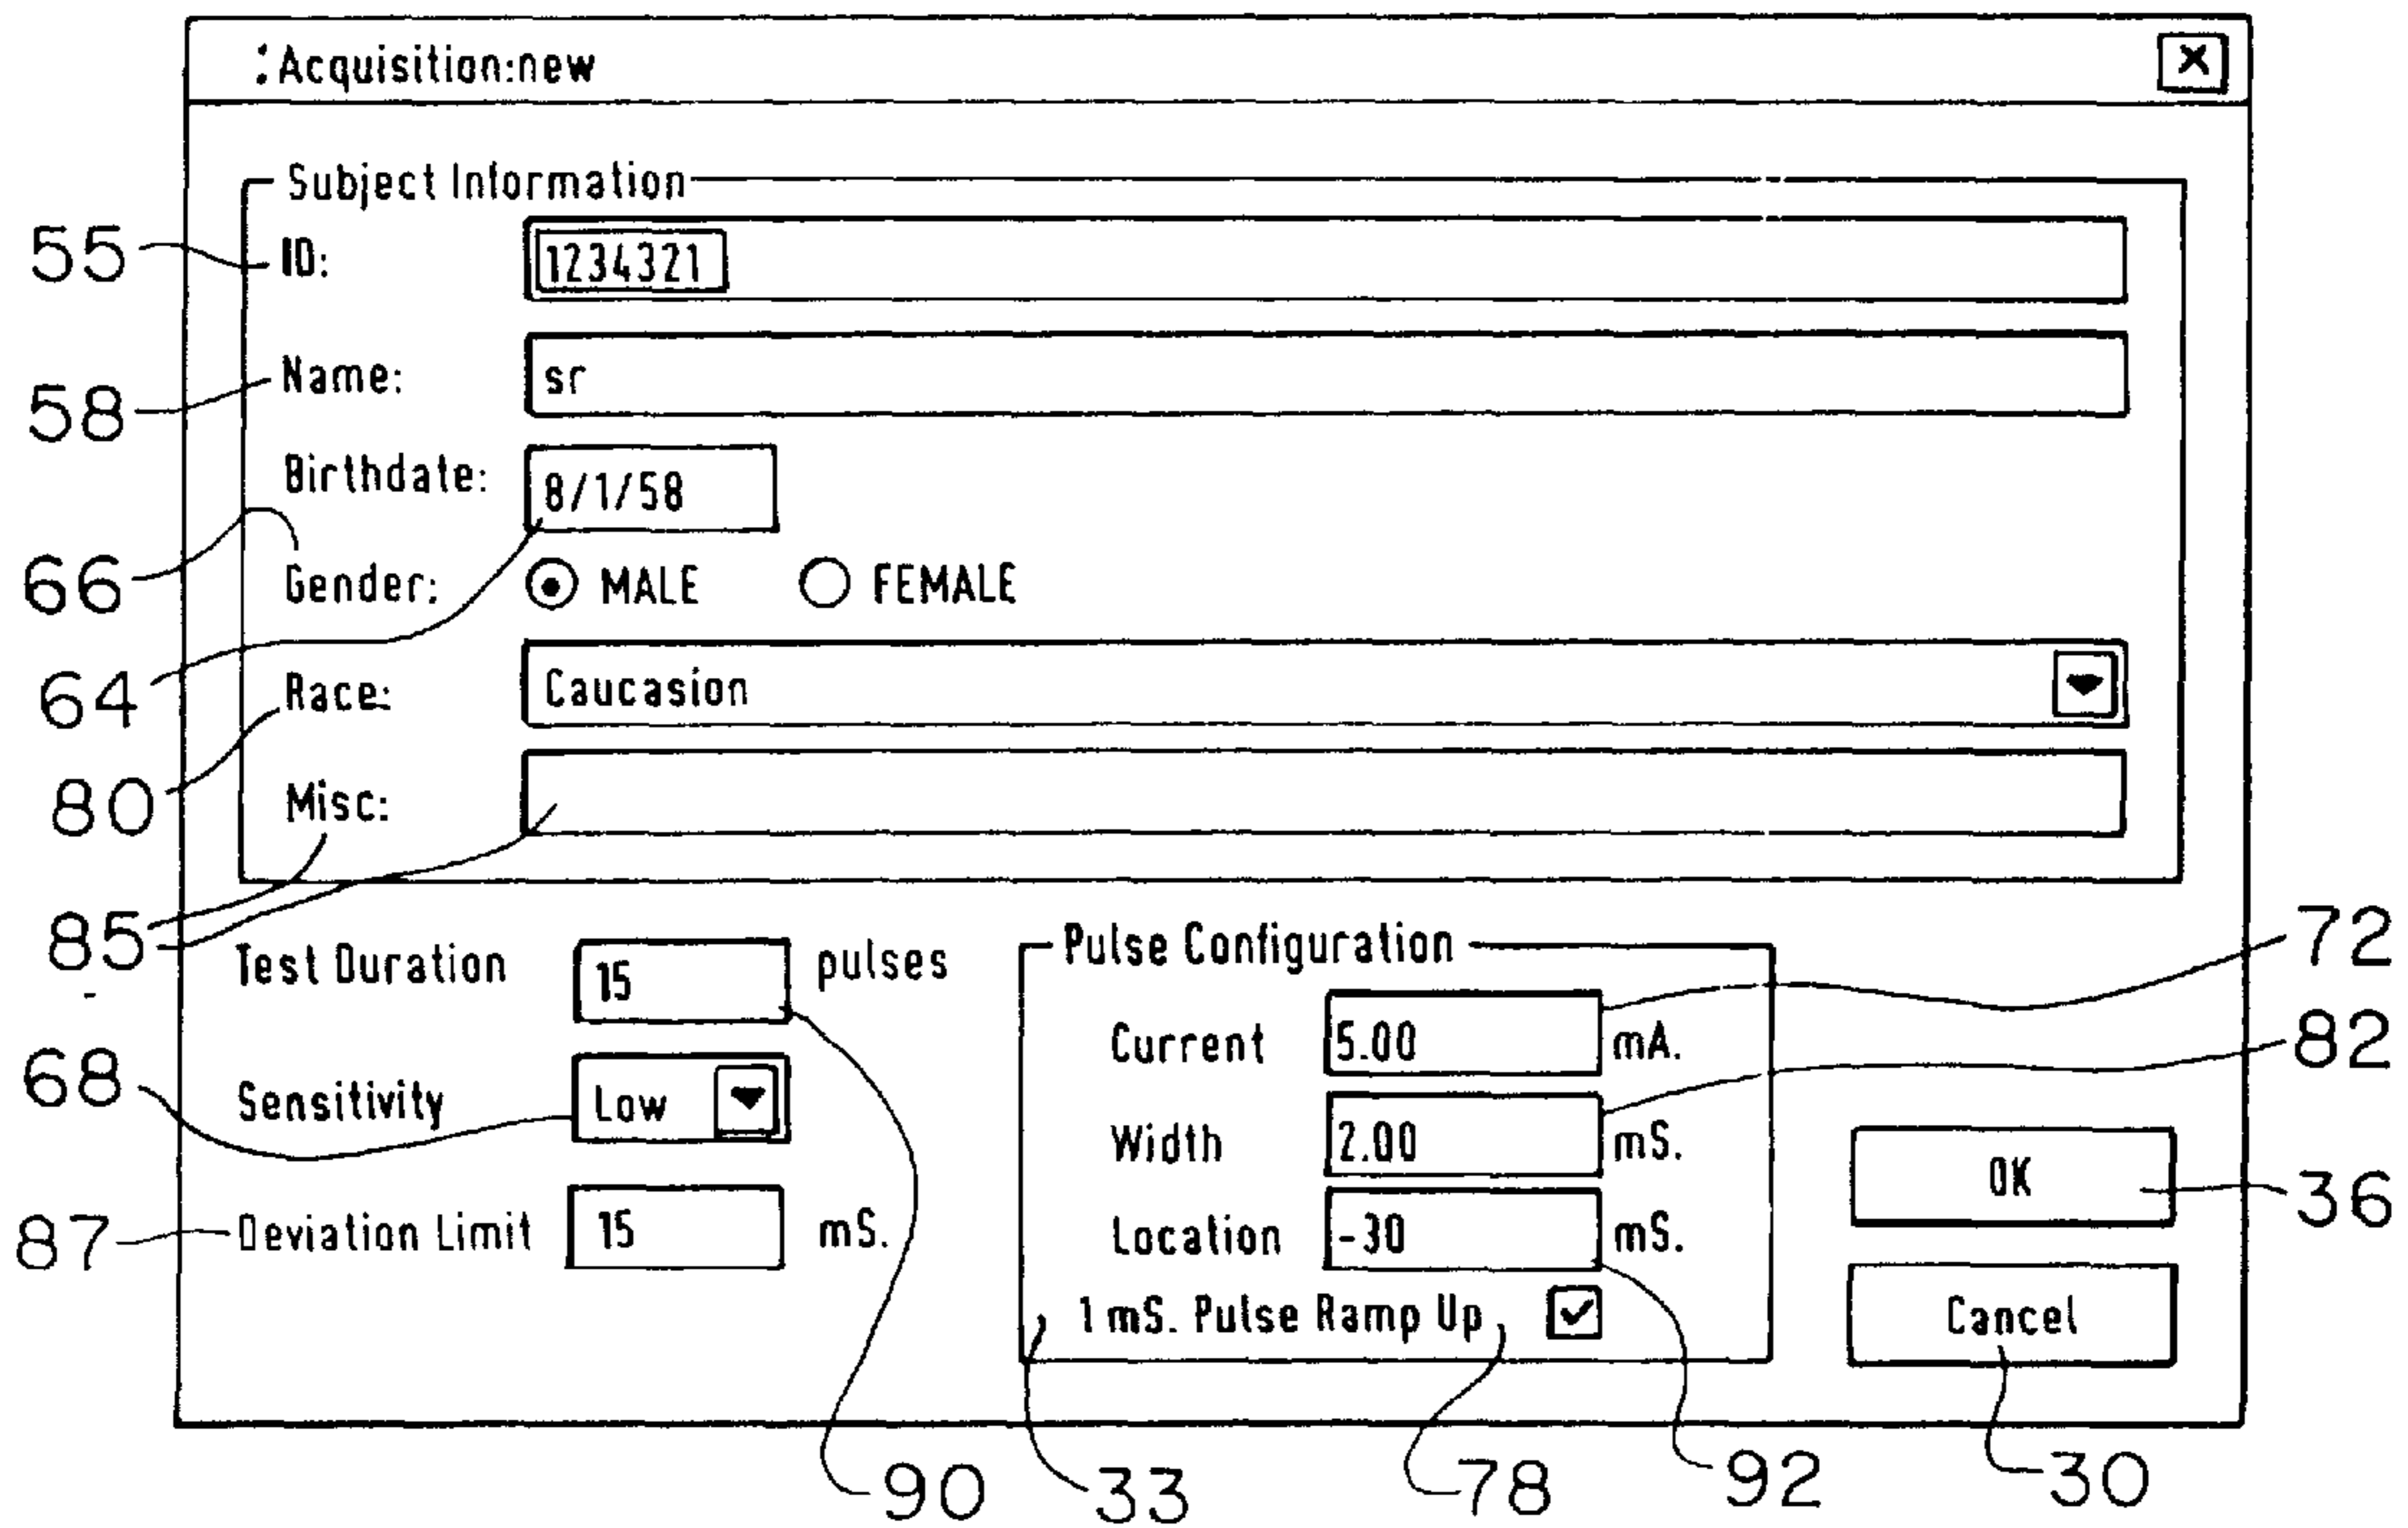 :Acquisition:new X
Subject Information
55 ID: 1234321
58 Name: sr
Birthdate: 8/1/58
66 Gender: MALE FEMALE
64 Race: Caucasion
80 Misc:
85
Test Duration 15 pulses
68 Sensitivity Low
87 Deviation Limit 15 mS.
Pulse Configuration
72
Current 5.00 mA.
82
Width 2.00 mS.
Location -30 mS.
1 mS. Pulse Ramp Up
OK 36
Cancel
90 33 78 92 30